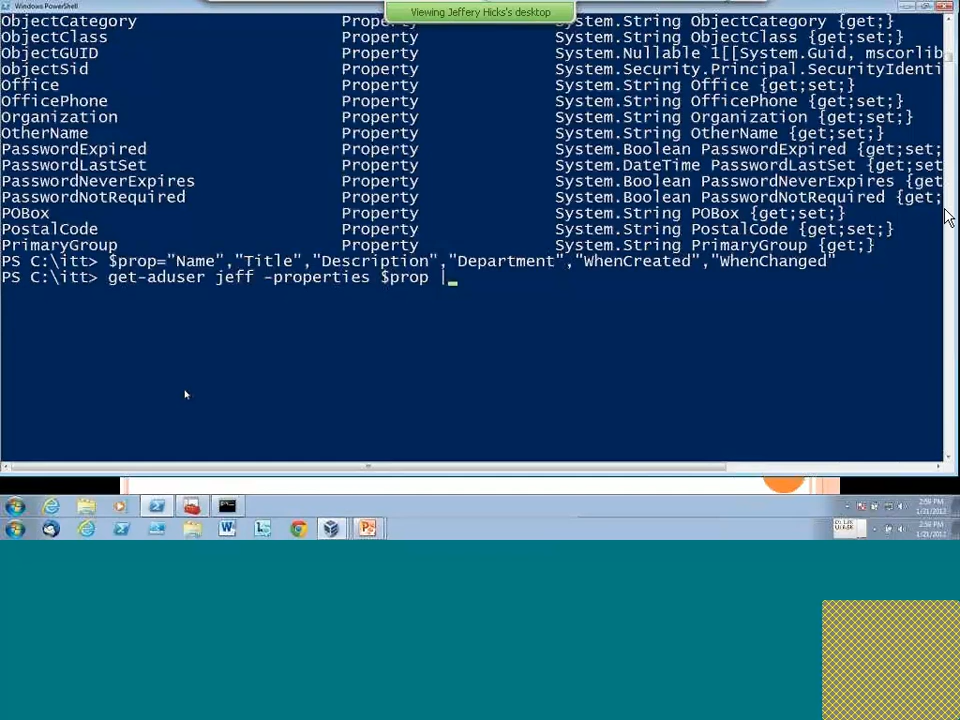 Windows PowerShell
Viewing Jeffery Hicks's desktop
ObjectCategory Property System.String ObjectCategory {get;}
ObjectClass Property System.String ObjectClass {get;set;}
ObjectGUID Property System.Nullable`1[[System.Guid, mscorlib
objectSid Property System.Security.Principal.SecurityIdenti
Office Property System.String Office {get;set;}
OfficePhone Property System.String OfficePhone {get;set;}
Organization Property System.String Organization {get;set;}
OtherName Property System.String OtherName {get;set;}
PasswordExpired Property System.Boolean PasswordExpired {get;set;
PasswordLastSet Property System.DateTime PasswordLastSet {get;set
PasswordNeverExpires Property System.Boolean PasswordNeverExpires {get
PasswordNotRequired Property System.Boolean PasswordNotRequired {get;
POBox Property System.String POBox {get;set;}
PostalCode Property System.String PostalCode {get;set;}
PrimaryGroup Property System.String PrimaryGroup {get;}
PS C:\itt> $prop="Name","Title","Description","Department","WhenCreated","WhenChanged"
PS C:\itt> get-aduser jeff -properties $prop |
2:59 PM
2:59 PM